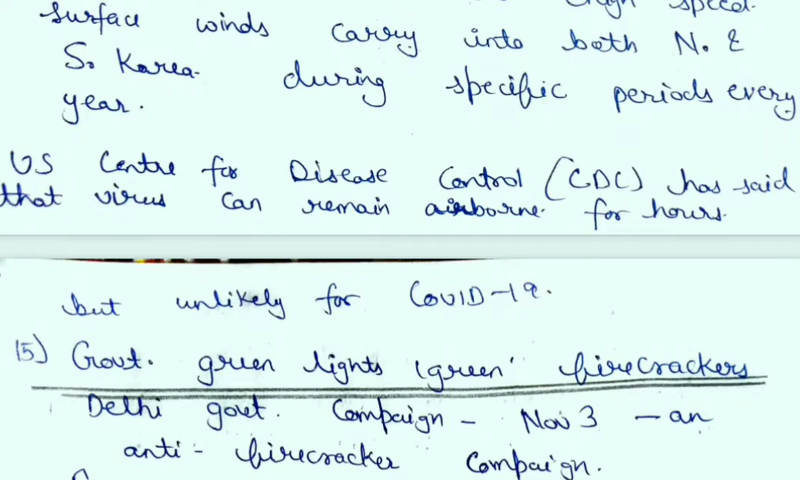 speed
Surface winds carry into both N. &
S. Korea. during specific periods every
year.
US Centre for Disease Control (CDC) has said
that virus can remain airborne for hours.
but unlikely for COVID-19.
15) Govt. green lights 'green' firecrackers
Delhi govt. Campaign - Nov 3 - an
anti-firecracker Campaign.